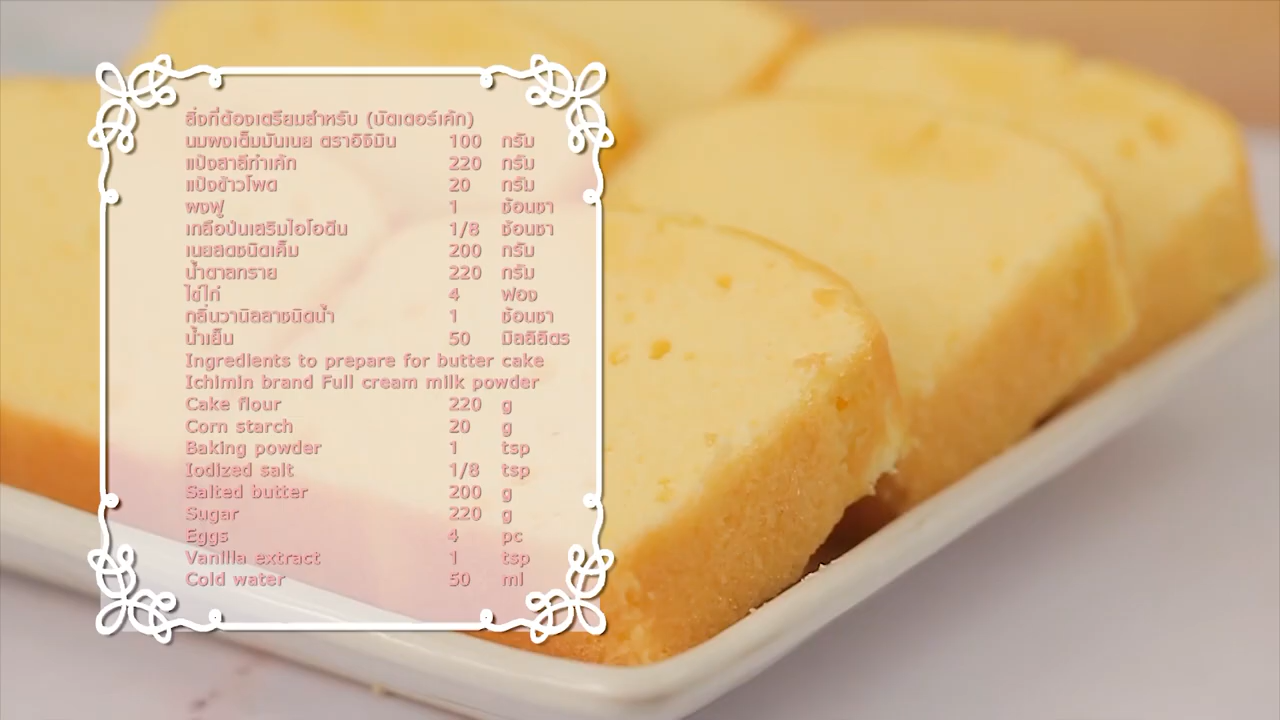 สิ่งที่ต้องเตรียมสำหรับ (บัตเตอร์เค้ก)
นมผงเต็มมันเนย ตราอิชิมิน 100 กรัม
แป้งสาลีทำเค้ก 220 กรัม
แป้งข้าวโพด 20 กรัม
ผงฟู 1 ช้อนชา
เกลือป่นเสริมไอโอดีน 1/8 ช้อนชา
เนยสดชนิดเค็ม 200 กรัม
น้ำตาลทราย 220 กรัม
ไข่ไก่ 4 ฟอง
กลิ่นวานิลลาชนิดน้ำ 1 ช้อนชา
น้ำเย็น 50 มิลลิลิตร
Ingredients to prepare for butter cake
Ichimin brand Full cream milk powder
Cake flour 220 g
Corn starch 20 g
Baking powder 1 tsp
Iodized salt 1/8 tsp
Salted butter 200 g
Sugar 220 g
Eggs 4 pc
Vanilla extract 1 tsp
Cold water 50 ml